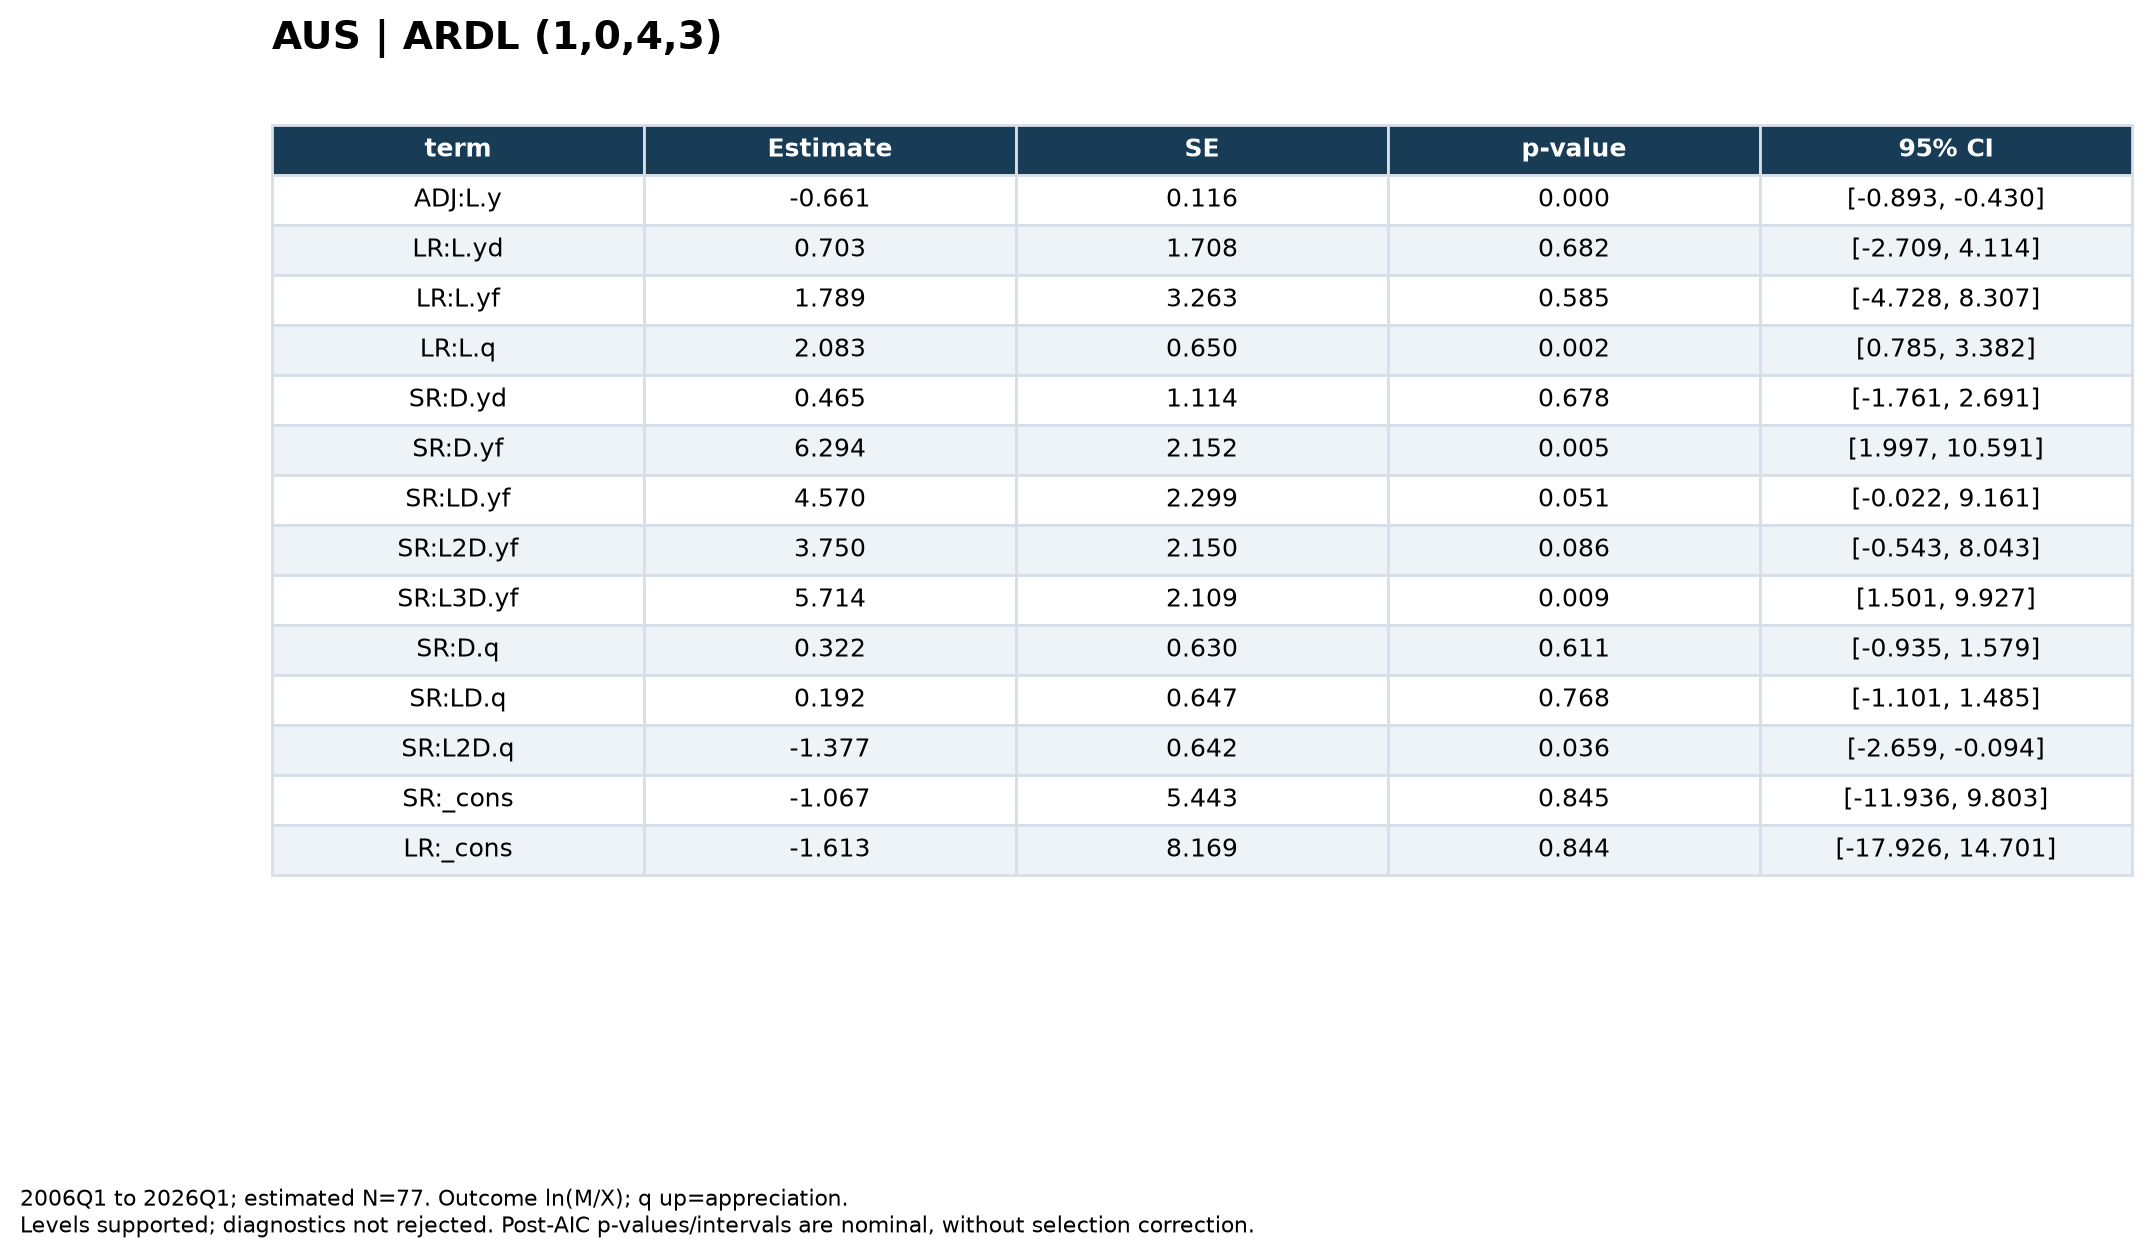 AUS | ARDL (1,0,4,3)
term Estimate SE p-value 95% CI
ADJ:L.y -0.661 0.116 0.000 [-0.893, -0.430]
LR:L.yd 0.703 1.708 0.682 [-2.709, 4.114]
LR:L.yf 1.789 3.263 0.585 [-4.728, 8.307]
LR:L.q 2.083 0.650 0.002 [0.785, 3.382]
SR:D.yd 0.465 1.114 0.678 [-1.761, 2.691]
SR:D.yf 6.294 2.152 0.005 [1.997, 10.591]
SR:LD.yf 4.570 2.299 0.051 [-0.022, 9.161]
SR:L2D.yf 3.750 2.150 0.086 [-0.543, 8.043]
SR:L3D.yf 5.714 2.109 0.009 [1.501, 9.927]
SR:D.q 0.322 0.630 0.611 [-0.935, 1.579]
SR:LD.q 0.192 0.647 0.768 [-1.101, 1.485]
SR:L2D.q -1.377 0.642 0.036 [-2.659, -0.094]
SR:_cons -1.067 5.443 0.845 [-11.936, 9.803]
LR:_cons -1.613 8.169 0.844 [-17.926, 14.701]
2006Q1 to 2026Q1; estimated N=77. Outcome ln(M/X); q up=appreciation.
Levels supported; diagnostics not rejected. Post-AIC p-values/intervals are nominal, without selection correction.